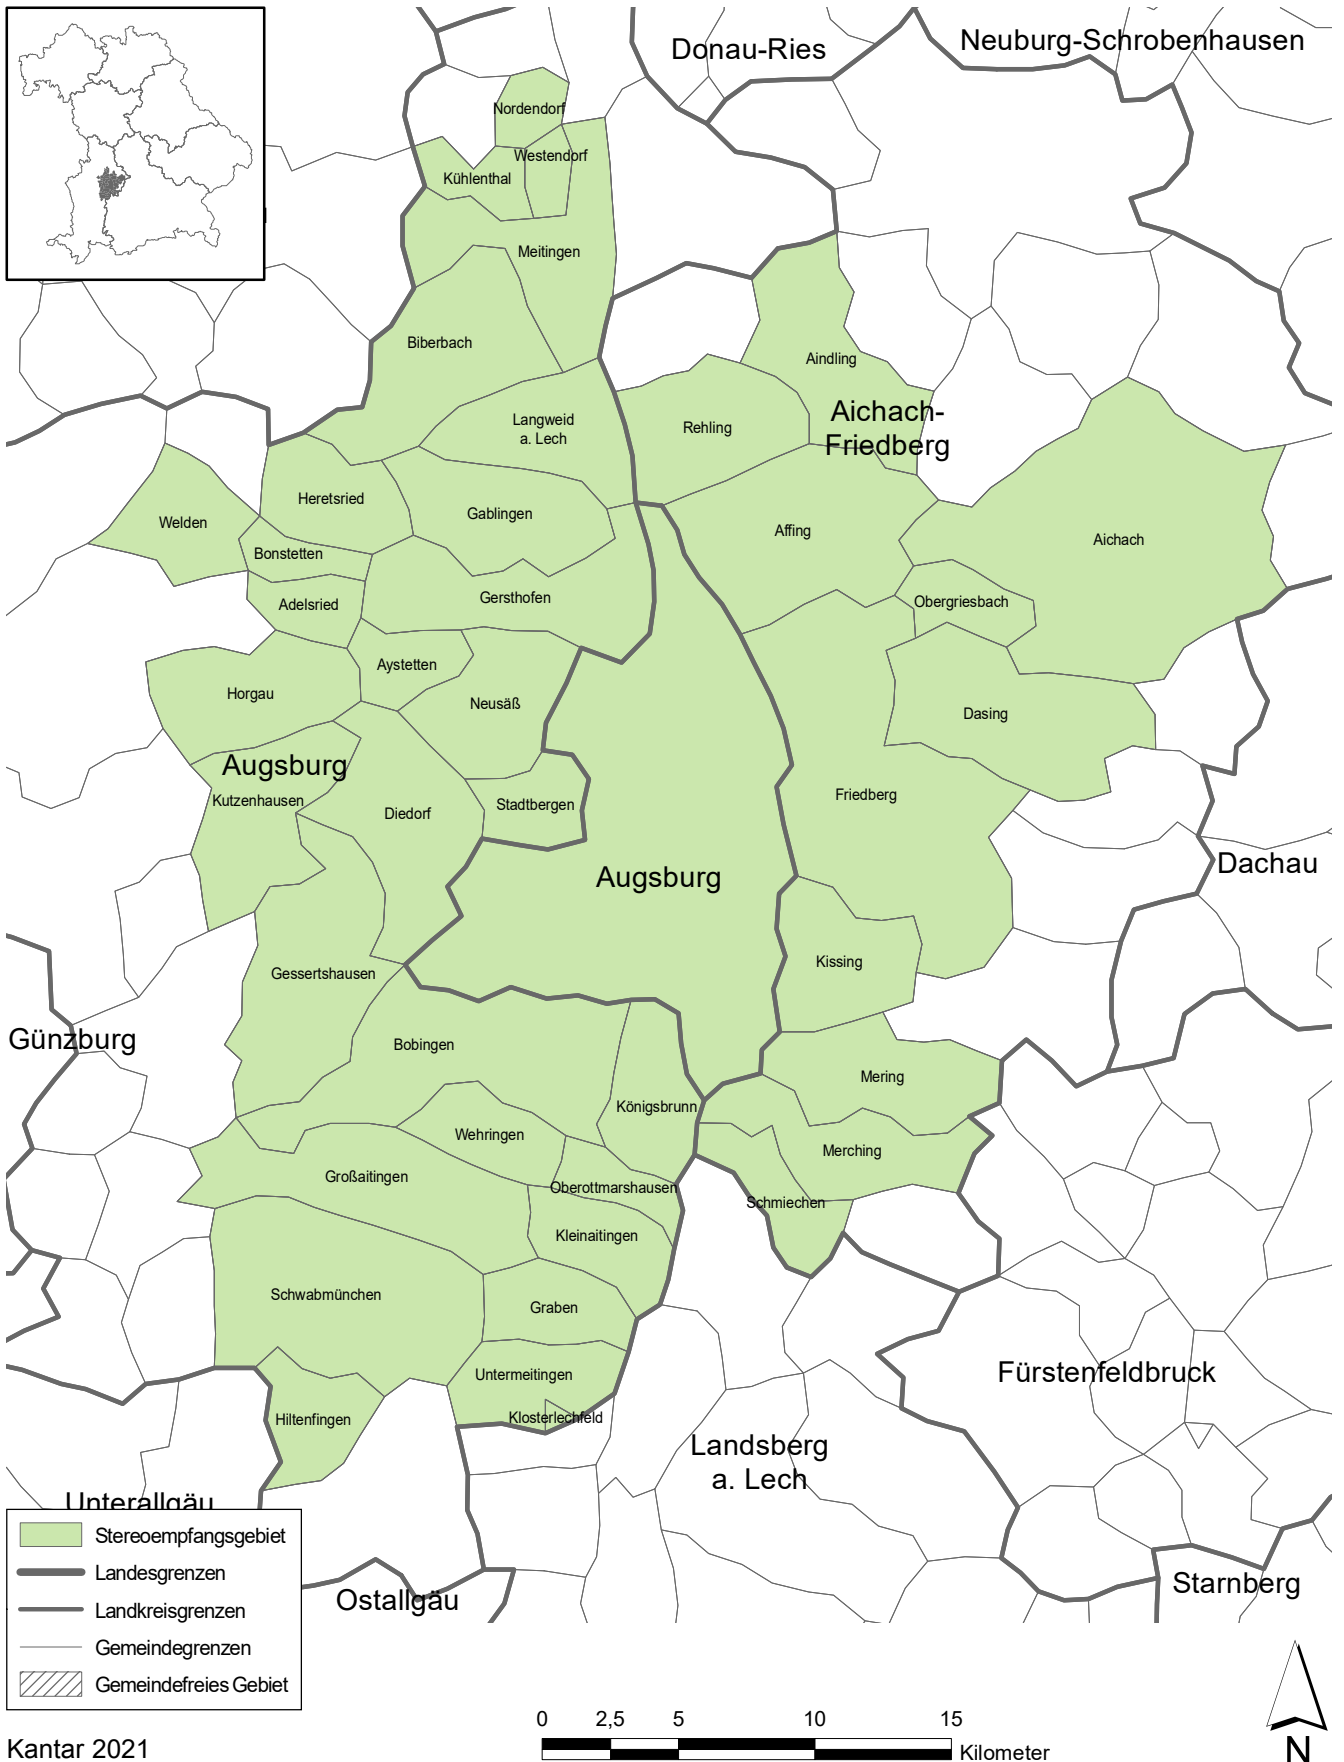 Donau-Ries
Neuburg-Schrobenhausen
Nordendorf
Westendorf
Kühlenthal
Meitingen
Biberbach
Aindling
Langweid
a. Lech
Rehling
Aichach-
Friedberg
Heretsried
Gablingen
Welden
Affing
Aichach
Bonstetten
Adelsried
Gersthofen
Obergriesbach
Aystetten
Horgau
Neusäß
Dasing
Augsburg
Kutzenhausen
Diedorf
Stadtbergen
Friedberg
Augsburg
Dachau
Kissing
Gessertshausen
Günzburg
Bobingen
Mering
Königsbrunn
Wehringen
Merching
Großaitingen
Oberottmarshausen
Schmiechen
Kleinaitingen
Schwabmünchen
Graben
Untermeitingen
Fürstenfeldbruck
Hiltenfingen
Klosterlechfeld
Landsberg
a. Lech
Unterallgäu
Ostallgäu
Starnberg
Stereoempfangsgebiet
Landesgrenzen
Landkreisgrenzen
Gemeindegrenzen
Gemeindefreies Gebiet
0 2,5 5 10 15
Kilometer
N
Kantar 2021